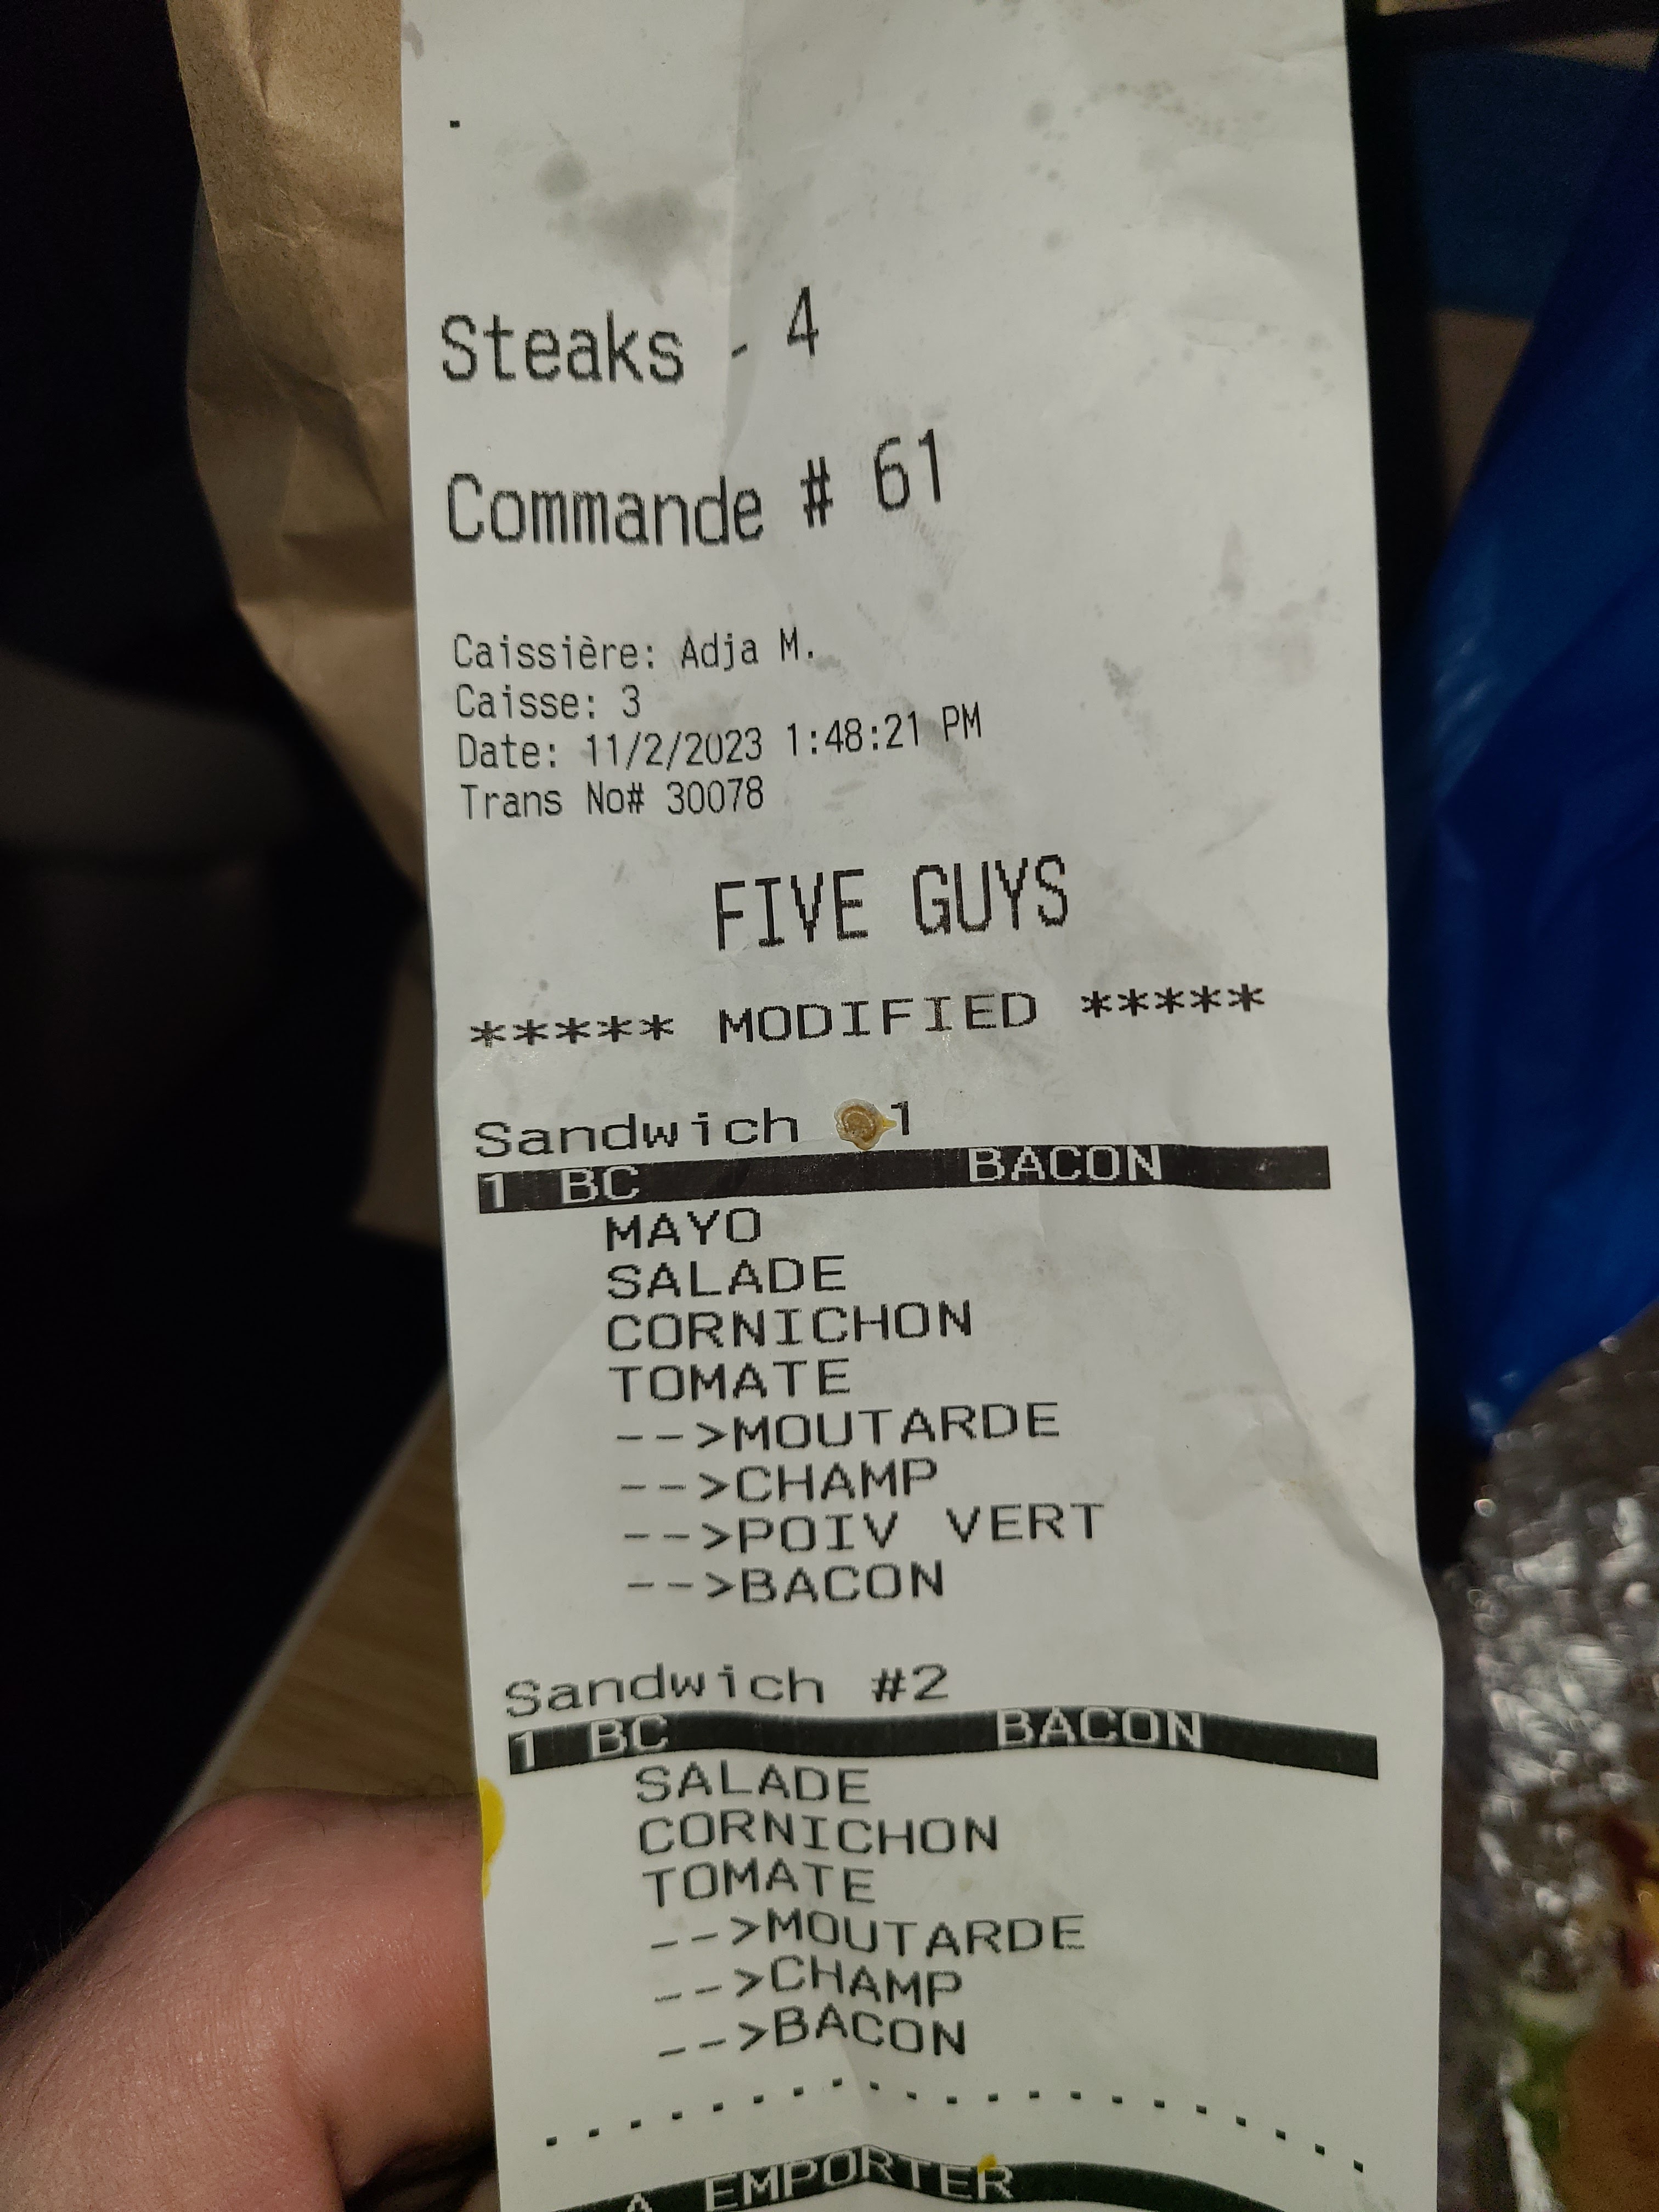 Steaks - 4
Commande # 61
Caissière: Adja M.
Caisse: 3
Date: 11/2/2023 1:48:21 PM
Trans No# 30078
FIVE GUYS
***** MODIFIED *****
Sandwich 1
1 BC BACON
MAYO
SALADE
CORNICHON
TOMATE
-->MOUTARDE
-->CHAMP
-->POIV VERT
-->BACON
Sandwich #2
1 BC BACON
SALADE
CORNICHON
TOMATE
-->MOUTARDE
-->CHAMP
-->BACON
A EMPORTER